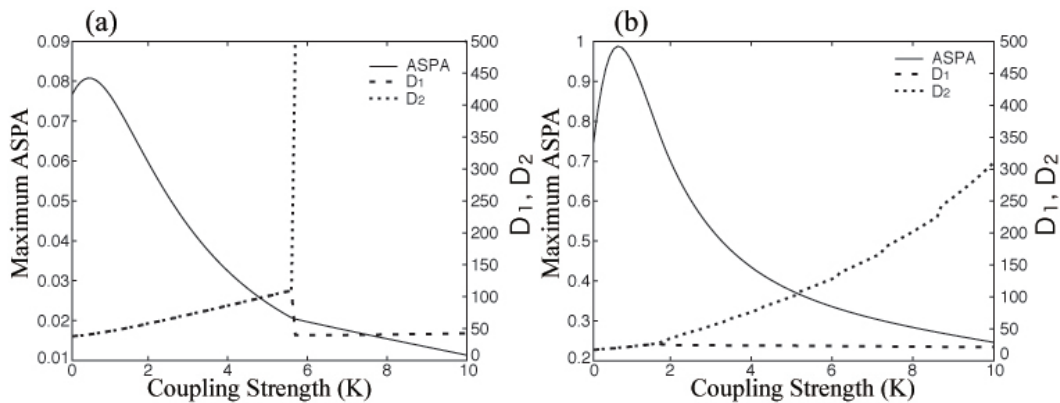 (a)
Maximum ASPA
0.09
0.08
0.07
0.06
0.05
0.04
0.03
0.02
0.01
ASPA
D1
D2
500
450
400
350
300
250
200
150
100
50
0
D1, D2
0 2 4 6 8 10
Coupling Strength (K)
(b)
Maximum ASPA
1
0.9
0.8
0.7
0.6
0.5
0.4
0.3
0.2
ASPA
D1
D2
500
450
400
350
300
250
200
150
100
50
0
D1, D2
0 2 4 6 8 10
Coupling Strength (K)